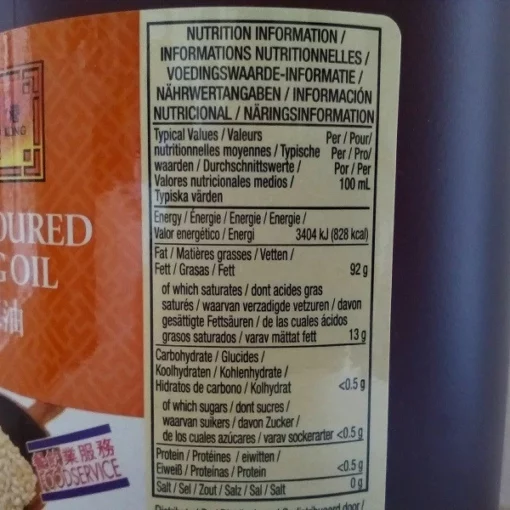 NUTRITION INFORMATION /
INFORMATIONS NUTRITIONNELLES /
VOEDINGSWAARDE-INFORMATIE /
NÄHRWERTANGABEN / INFORMACIÓN
NUTRICIONAL / NÄRINGSINFORMATION
Typical Values / Valeurs Per / Pour/
nutritionnelles moyennes / Typische Per / Pro/
waarden / Durchschnittswerte / Por / Per
Valores nutricionales medios / 100 mL
Typiska värden
Energy / Énergie / Energie / Energie /
Valor energético / Energi 3404 kJ (828 kcal)
Fat / Matières grasses / Vetten /
Fett / Grasas / Fett 92 g
of which saturates / dont acides gras
saturés / waarvan verzadigde vetzuren / davon
gesättigte Fettsäuren / de las cuales ácidos
grasos saturados / varav mättat fett 13 g
Carbohydrate / Glucides /
Koolhydraten / Kohlenhydrate /
Hidratos de carbono / Kolhydrat <0.5 g
of which sugars / dont sucres /
waarvan suikers / davon Zucker /
de los cuales azúcares / varav sockerarter <0.5 g
Protein / Protéines / eiwitten /
Eiweiß / Proteínas / Protein <0.5 g
Salt / Sel / Zout / Salz / Sal / Salt 0 g
OURED
G OIL
油
業服務
FOODSERVICE